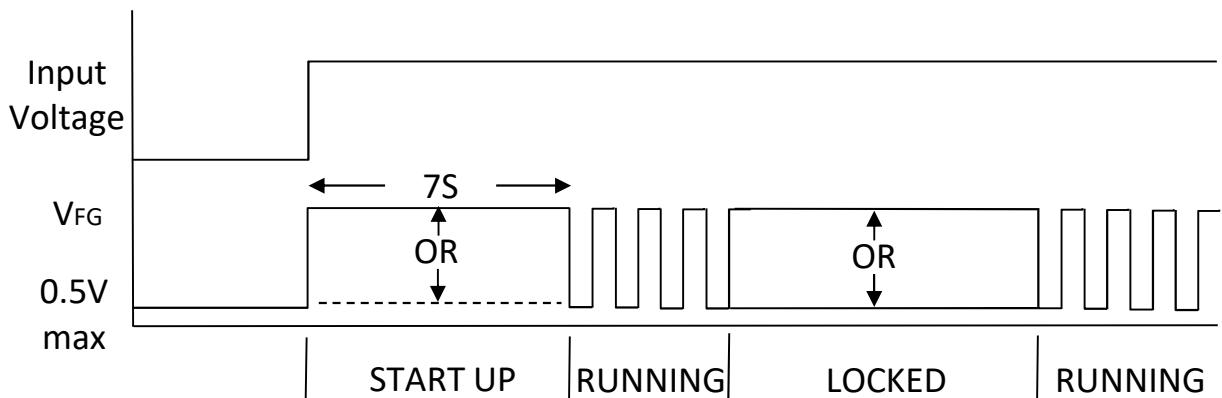 Input
Voltage
7S
VFG
OR
OR
0.5V
max
START UP
RUNNING
LOCKED
RUNNING